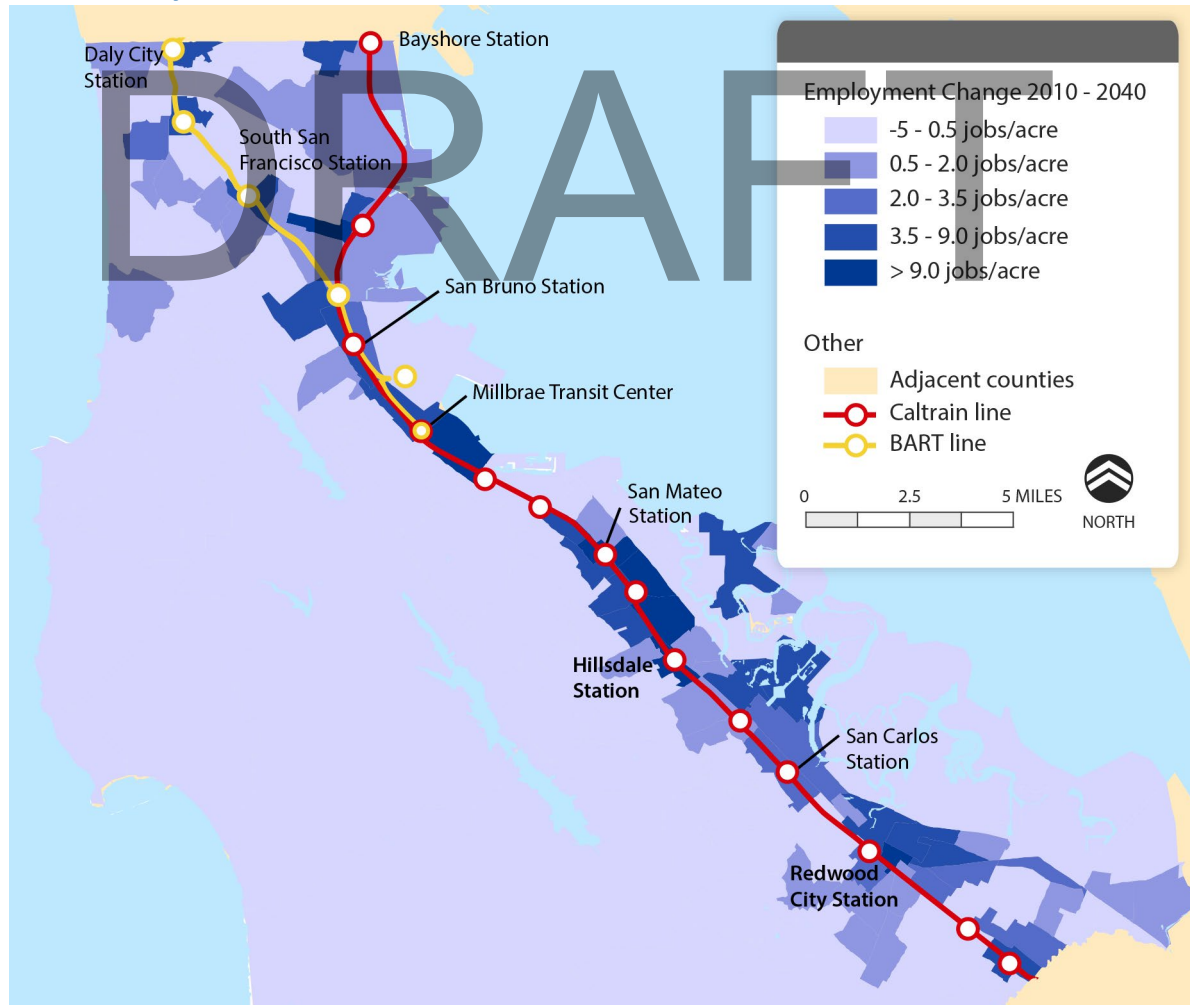 Daly City
Station
Bayshore Station
South San
Francisco Station
San Bruno Station
Millbrae Transit Center
San Mateo
Station
Hillsdale
Station
San Carlos
Station
Redwood
City Station
DRAFT
Employment Change 2010 - 2040
-5 - 0.5 jobs/acre
0.5 - 2.0 jobs/acre
2.0 - 3.5 jobs/acre
3.5 - 9.0 jobs/acre
> 9.0 jobs/acre
Other
Adjacent counties
Caltrain line
BART line
0 2.5 5 MILES
NORTH